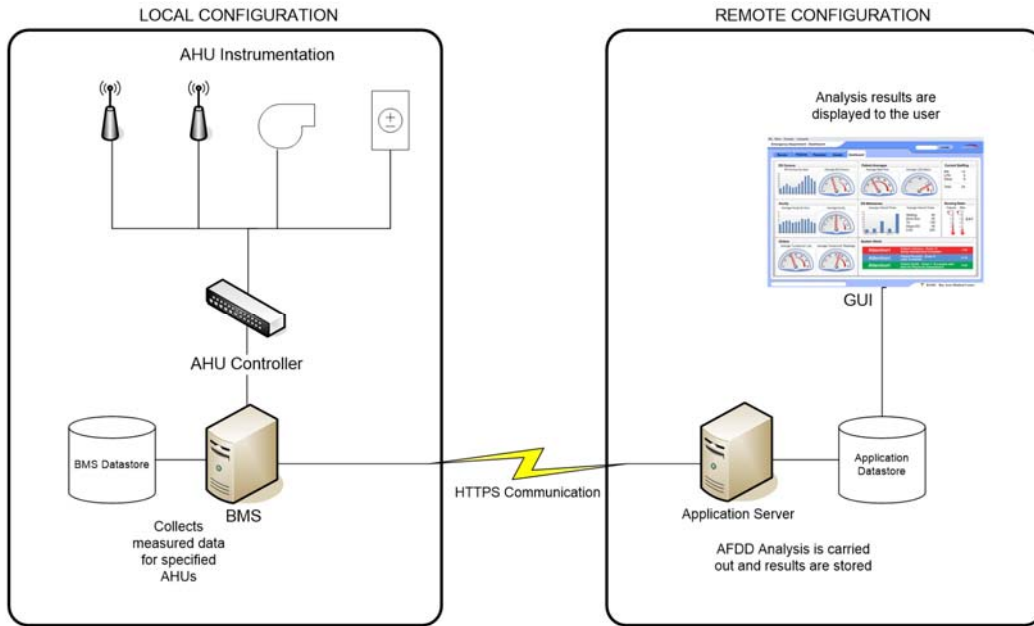 LOCAL CONFIGURATION
AHU Instrumentation
AHU Controller
BMS Datastore
BMS
Collects
measured data
for specified
AHUs
HTTPS Communication
REMOTE CONFIGURATION
Analysis results are
displayed to the user
GUI
Application Server
Application
Datastore
AFDD Analysis is carried
out and results are stored